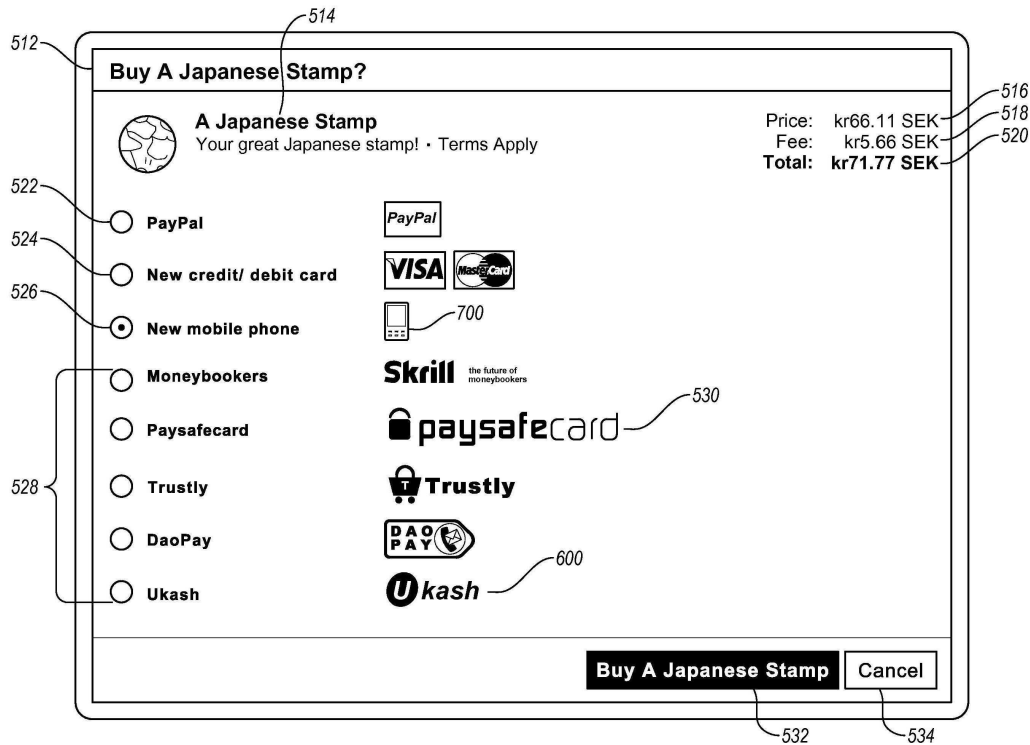 514
512
Buy A Japanese Stamp?
A Japanese Stamp
Your great Japanese stamp! · Terms Apply
Price: kr66.11 SEK 516
Fee: kr5.66 SEK 518
Total: kr71.77 SEK 520
522
PayPal PayPal
524
New credit/ debit card VISA MasterCard
526
New mobile phone 700
Moneybookers Skrill the future of
moneybookers
530
Paysafecard paysafecard
528
Trustly T Trustly
DaoPay DAO
PAY
600
Ukash Ukash
Buy A Japanese Stamp Cancel
532 534